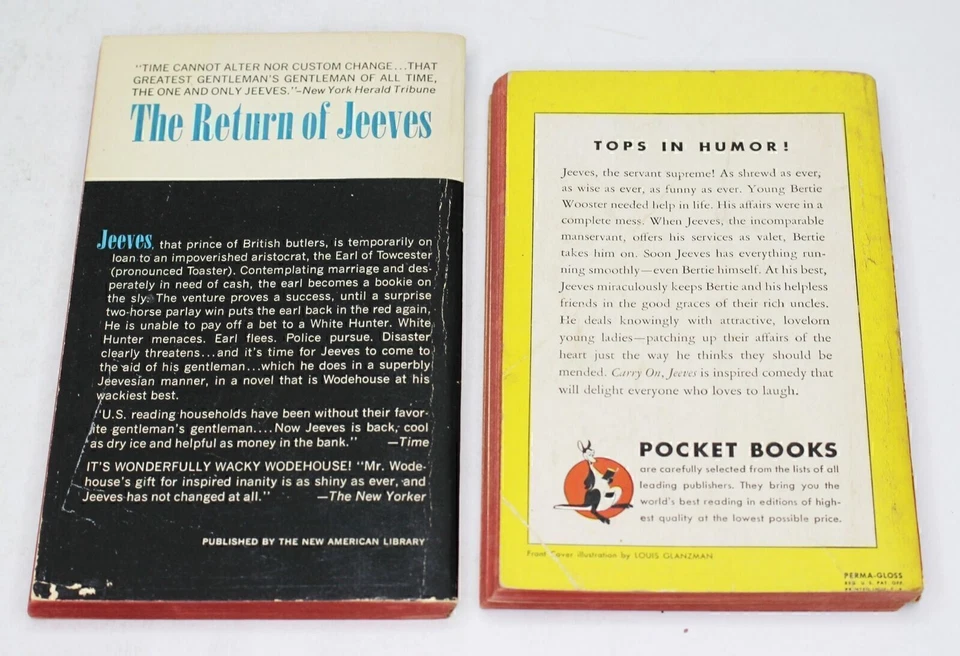 "TIME CANNOT ALTER NOR CUSTOM CHANGE...THAT
GREATEST GENTLEMAN'S GENTLEMAN OF ALL TIME,
THE ONE AND ONLY JEEVES."–New York Herald Tribune
The Return of Jeeves
Jeeves, that prince of British butlers, is temporarily on
loan to an impoverished aristocrat, the Earl of Towcester
(pronounced Toaster). Contemplating marriage and des-
perately in need of cash, the earl becomes a bookie on
the sly. The venture proves a success, until a surprise
two-horse parlay win puts the earl back in the red again,
He is unable to pay off a bet to a White Hunter. White
Hunter menaces. Earl flees. Police pursue. Disaster
clearly threatens...and it's time for Jeeves to come to
the aid of his gentleman...which he does in a superbly
Jeevesian manner, in a novel that is Wodehouse at his
wackiest best.
"U.S. reading households have been without their favor-
ite gentleman's gentleman....Now Jeeves is back, cool
as dry ice and helpful as money in the bank." —Time
IT'S WONDERFULLY WACKY WODEHOUSE! "Mr. Wode-
house's gift for inspired inanity is as shiny as ever, and
Jeeves has not changed at all." —The New Yorker
PUBLISHED BY THE NEW AMERICAN LIBRARY
TOPS IN HUMOR!
Jeeves, the servant supreme! As shrewd as ever,
as wise as ever, as funny as ever. Young Bertie
Wooster needed help in life. His affairs were in a
complete mess. When Jeeves, the incomparable
manservant, offers his services as valet, Bertie
takes him on. Soon Jeeves has everything run-
ning smoothly—even Bertie himself. At his best,
Jeeves miraculously keeps Bertie and his helpless
friends in the good graces of their rich uncles.
He deals knowingly with attractive, lovelorn
young ladies—patching up their affairs of the
heart just the way he thinks they should be
mended. Carry On, Jeeves is inspired comedy that
will delight everyone who loves to laugh.
POCKET BOOKS
are carefully selected from the lists of all
leading publishers. They bring you the
world's best reading in editions of high-
est quality at the lowest possible price.
Front Cover illustration by LOUIS GLANZMAN
PERMA-GLOSS
REG. U. S. PAT. OFF.